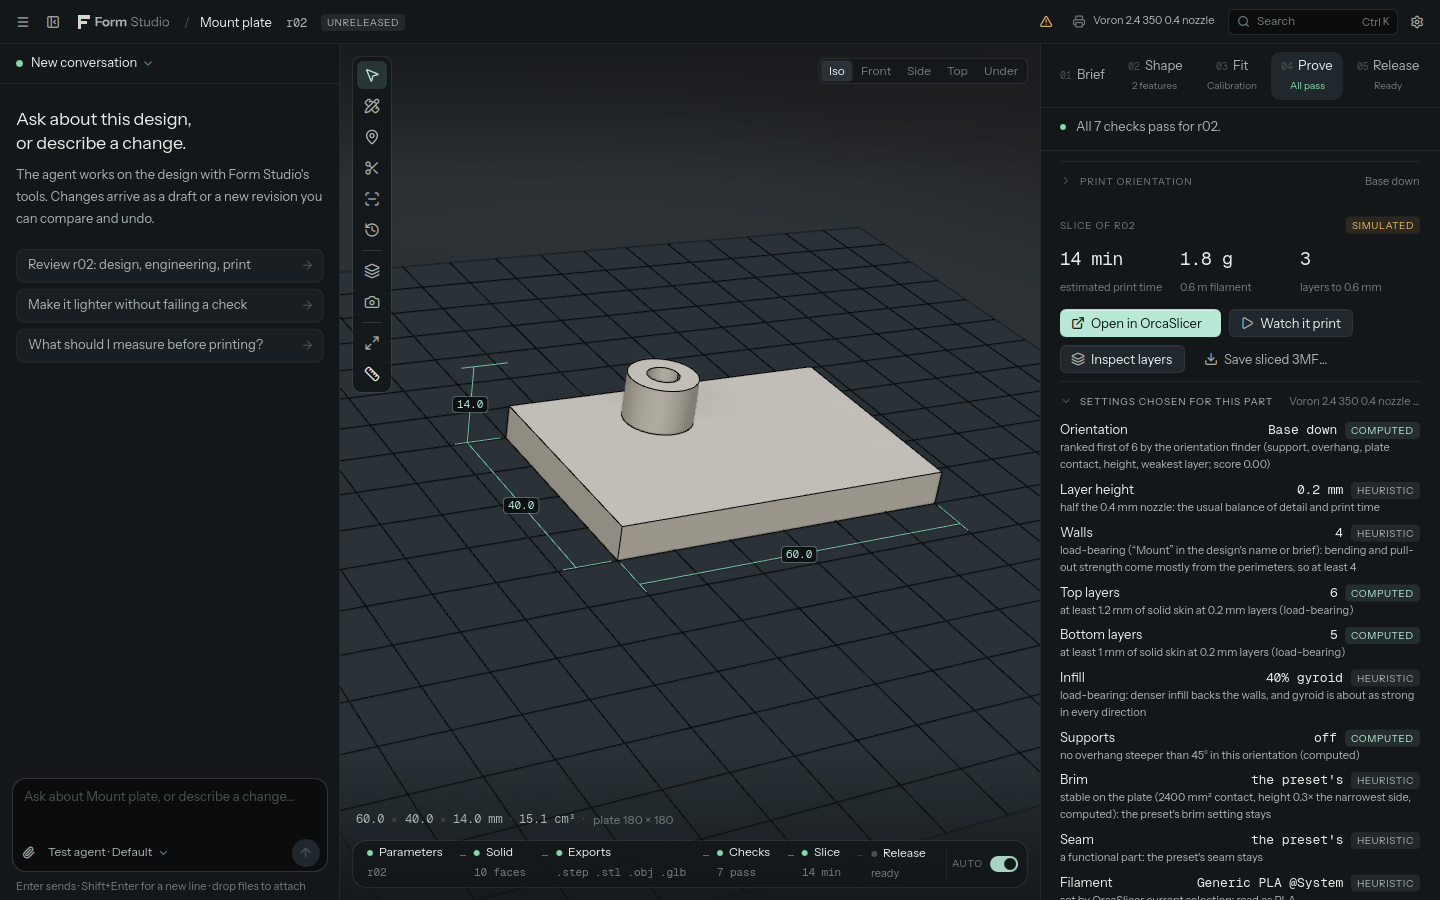 Form Studio / Mount plate r02 UNRELEASED
Voron 2.4 350 0.4 nozzle
Search Ctrl K
New conversation
Ask about this design,
or describe a change.
The agent works on the design with Form Studio's
tools. Changes arrive as a draft or a new revision you
can compare and undo.
Review r02: design, engineering, print
Make it lighter without failing a check
What should I measure before printing?
Ask about Mount plate, or describe a change...
Test agent · Default
Enter sends · Shift+Enter for a new line · drop files to attach
Iso Front Side Top Under
14.0
40.0
60.0
60.0 × 40.0 × 14.0 mm · 15.1 cm³ · plate 180 × 180
Parameters
r02
Solid
10 faces
Exports
.step .stl .obj .glb
Checks
7 pass
Slice
14 min
Release
ready
AUTO
01 Brief
02 Shape
2 features
03 Fit
Calibration
04 Prove
All pass
05 Release
Ready
All 7 checks pass for r02.
PRINT ORIENTATION Base down
SLICE OF R02 SIMULATED
14 min 1.8 g 3
estimated print time 0.6 m filament layers to 0.6 mm
Open in OrcaSlicer Watch it print
Inspect layers Save sliced 3MF...
SETTINGS CHOSEN FOR THIS PART Voron 2.4 350 0.4 nozzle ...
Orientation Base down COMPUTED
ranked first of 6 by the orientation finder (support, overhang, plate
contact, height, weakest layer; score 0.00)
Layer height 0.2 mm HEURISTIC
half the 0.4 mm nozzle: the usual balance of detail and print time
Walls 4 HEURISTIC
load-bearing (“Mount” in the design's name or brief): bending and pull-
out strength come mostly from the perimeters, so at least 4
Top layers 6 COMPUTED
at least 1.2 mm of solid skin at 0.2 mm layers (load-bearing)
Bottom layers 5 COMPUTED
at least 1 mm of solid skin at 0.2 mm layers (load-bearing)
Infill 40% gyroid HEURISTIC
load-bearing: denser infill backs the walls, and gyroid is about as strong
in every direction
Supports off COMPUTED
no overhang steeper than 45° in this orientation (computed)
Brim the preset's HEURISTIC
stable on the plate (2400 mm² contact, height 0.3× the narrowest side,
computed): the preset's brim setting stays
Seam the preset's HEURISTIC
a functional part: the preset's seam stays
Filament Generic PLA @System HEURISTIC
set by OrcaSlicer current selection; read as PLA